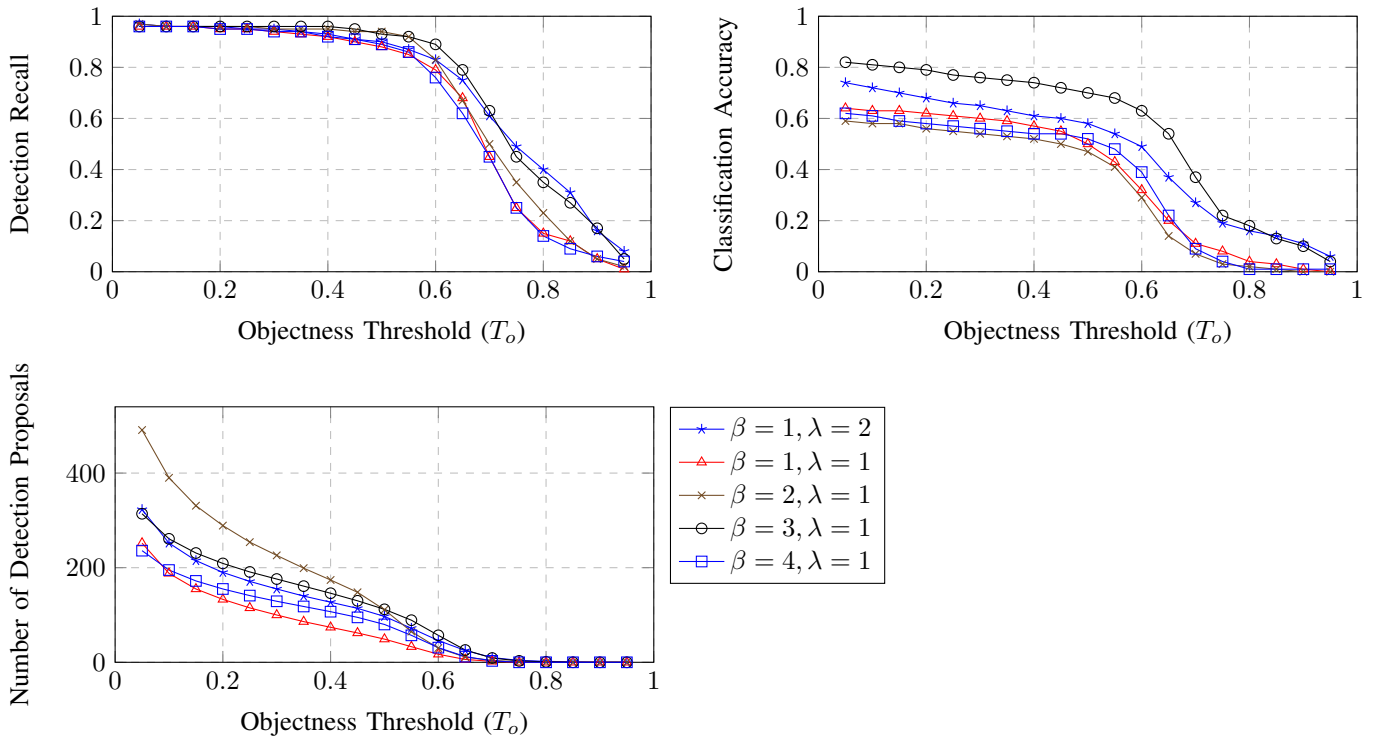 Detection Recall
1
0.8
0.6
0.4
0.2
0
0 0.2 0.4 0.6 0.8 1
Objectness Threshold (T_o)
Classification Accuracy
1
0.8
0.6
0.4
0.2
0
0 0.2 0.4 0.6 0.8 1
Objectness Threshold (T_o)
Number of Detection Proposals
400
200
0
0 0.2 0.4 0.6 0.8 1
Objectness Threshold (T_o)
β = 1, λ = 2
β = 1, λ = 1
β = 2, λ = 1
β = 3, λ = 1
β = 4, λ = 1